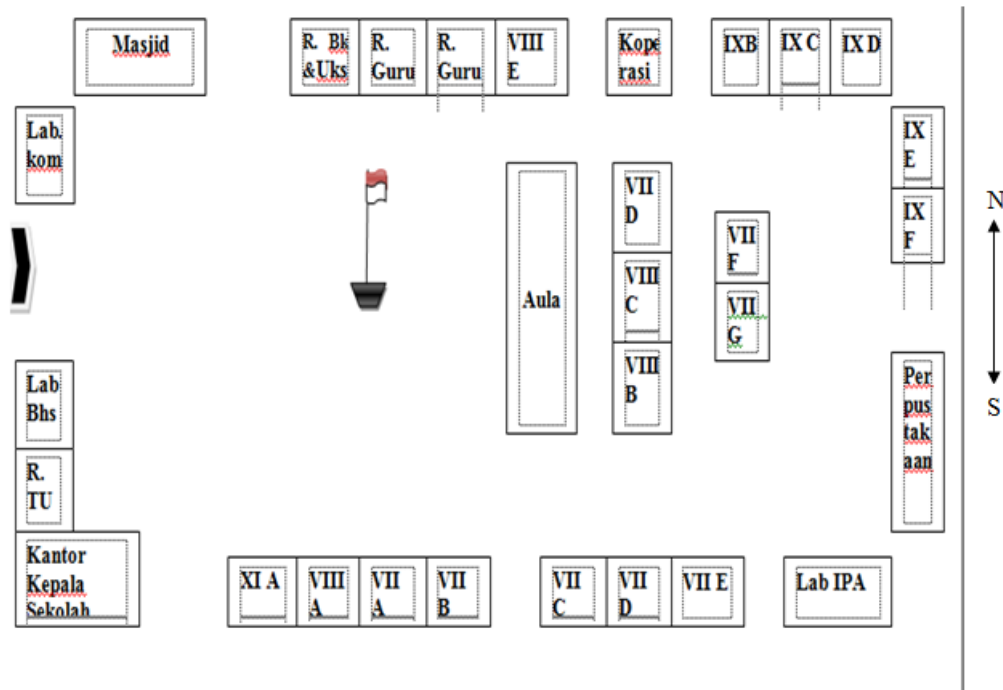 Masjid
R. Bk
&Uks
R.
Guru
R.
Guru
VIII
E
Kope
rasi
IXB
IX C
IX D
Lab.
kom
IX
E
IX
F
N
S
Aula
VII
D
VIII
C
VIII
B
VII
F
VII
G
Lab
Bhs
R.
TU
Kantor
Kepala
Sekolah
Per
pus
tak
aan
XI A
VIII
A
VII
A
VII
B
VII
C
VII
D
VII E
Lab IPA